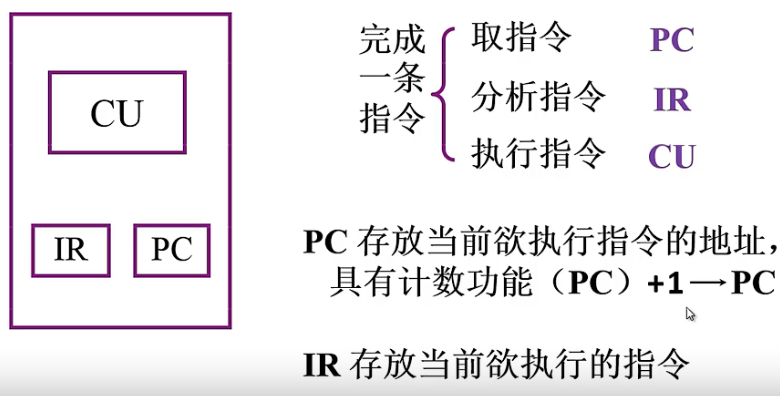 CU
IR
PC
完成
一条
指令
取指令 PC
分析指令 IR
执行指令 CU
PC 存放当前欲执行指令的地址，
具有计数功能（PC）+1→PC
IR 存放当前欲执行的指令